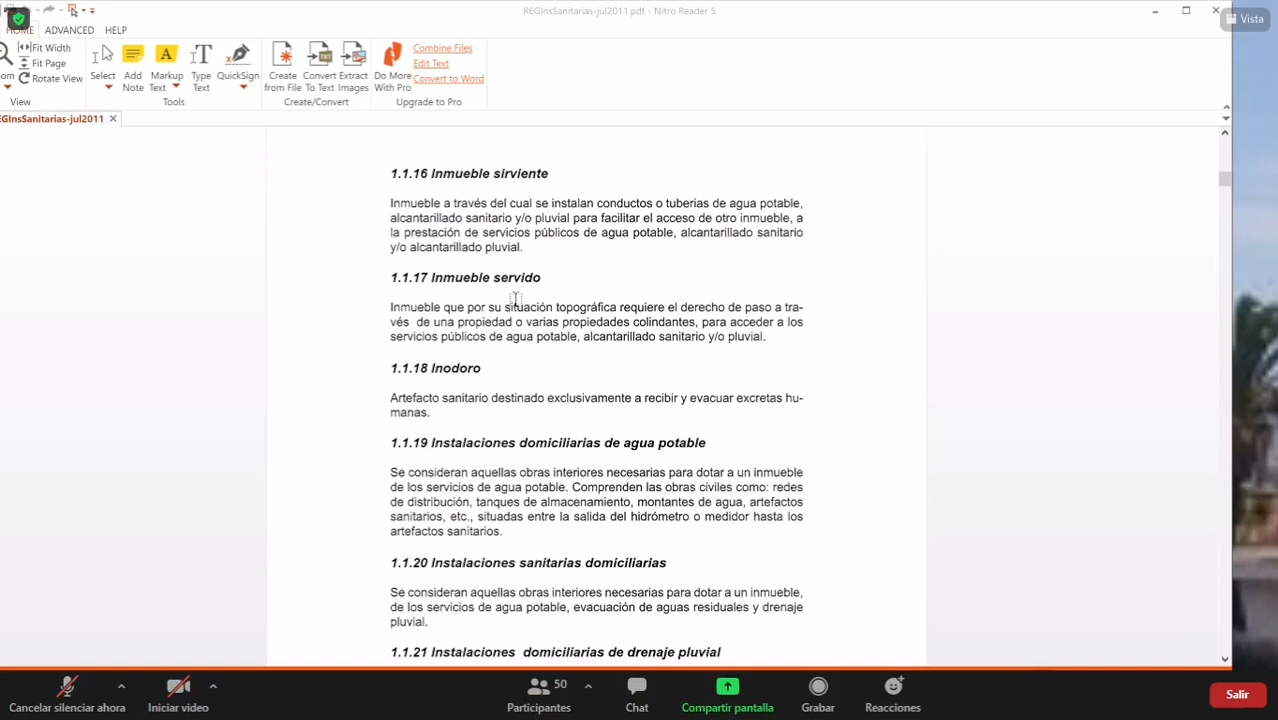 REGInsSanitarias-jul2011.pdf - Nitro Reader 5
Vista
HOME ADVANCED HELP
Fit Width
Fit Page
Rotate View
View
Select
Add Note
Markup Text
Type Text
QuickSign
Tools
Create from File
Convert To Text
Extract Images
Create/Convert
Do More With Pro
Combine Files
Edit Text
Convert to Word
Upgrade to Pro
EGInsSanitarias-jul2011
1.1.16 Inmueble sirviente
Inmueble a través del cual se instalan conductos o tuberias de agua potable,
alcantarillado sanitario y/o pluvial para facilitar el acceso de otro inmueble, a
la prestación de servicios públicos de agua potable, alcantarillado sanitario
y/o alcantarillado pluvial.
1.1.17 Inmueble servido
Inmueble que por su situación topográfica requiere el derecho de paso a tra-
vés de una propiedad o varias propiedades colindantes, para acceder a los
servicios públicos de agua potable, alcantarillado sanitario y/o pluvial.
1.1.18 Inodoro
Artefacto sanitario destinado exclusivamente a recibir y evacuar excretas hu-
manas.
1.1.19 Instalaciones domiciliarias de agua potable
Se consideran aquellas obras interiores necesarias para dotar a un inmueble
de los servicios de agua potable. Comprenden las obras civiles como: redes
de distribución, tanques de almacenamiento, montantes de agua, artefactos
sanitarios, etc., situadas entre la salida del hidrómetro o medidor hasta los
artefactos sanitarios.
1.1.20 Instalaciones sanitarias domiciliarias
Se consideran aquellas obras interiores necesarias para dotar a un inmueble,
de los servicios de agua potable, evacuación de aguas residuales y drenaje
pluvial.
1.1.21 Instalaciones domiciliarias de drenaje pluvial
Cancelar silenciar ahora
Iniciar video
50
Participantes
Chat
Compartir pantalla
Grabar
Reacciones
Salir